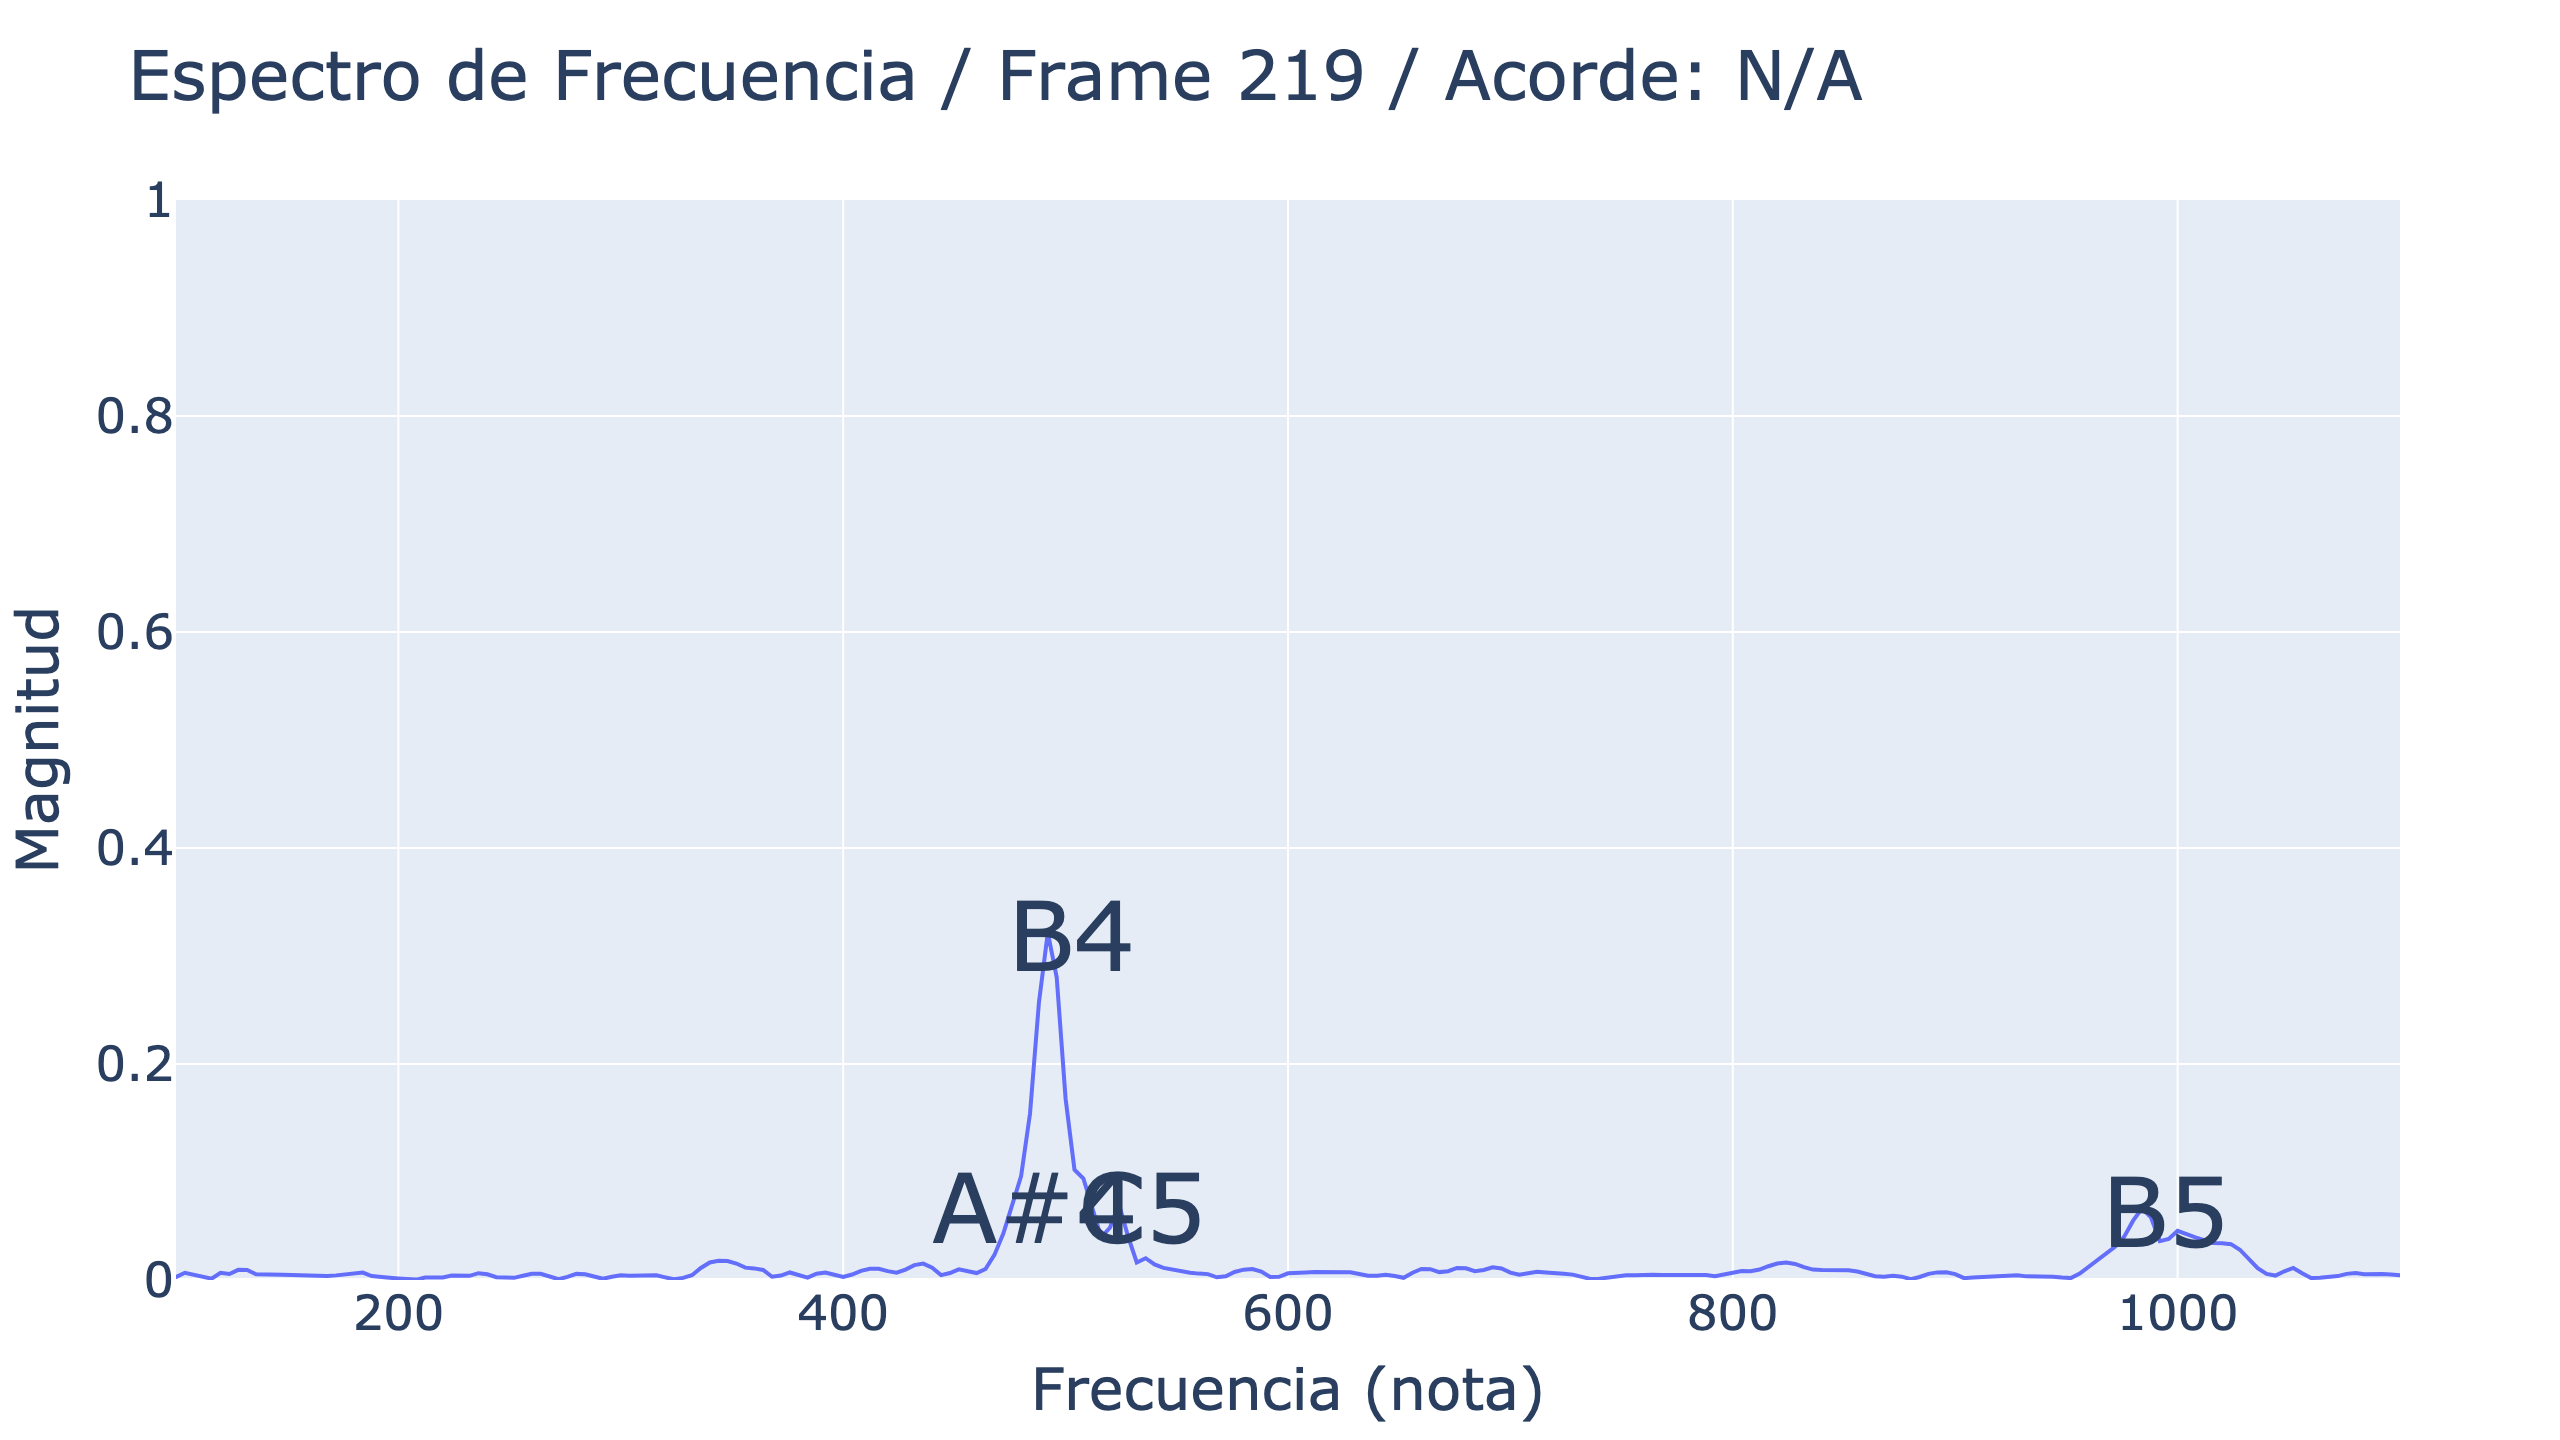 Espectro de Frecuencia / Frame 219 / Acorde: N/A
1
0.8
0.6
0.4
0.2
0
Magnitud
B4
A#4
C5
B5
200 400 600 800 1000
Frecuencia (nota)